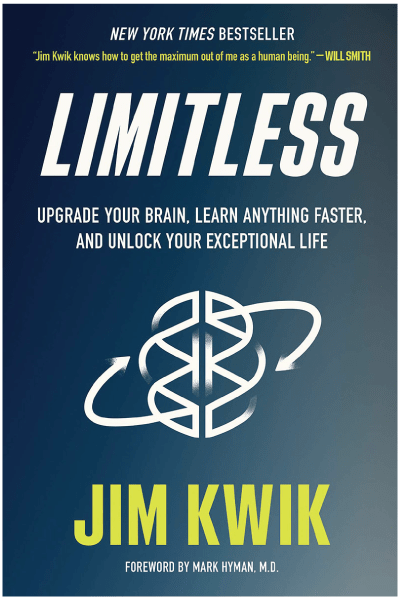 NEW YORK TIMES BESTSELLER
“Jim Kwik knows how to get the maximum out of me as a human being.” — WILL SMITH
LIMITLESS
UPGRADE YOUR BRAIN, LEARN ANYTHING FASTER,
AND UNLOCK YOUR EXCEPTIONAL LIFE
JIM KWIK
FOREWORD BY MARK HYMAN, M.D.